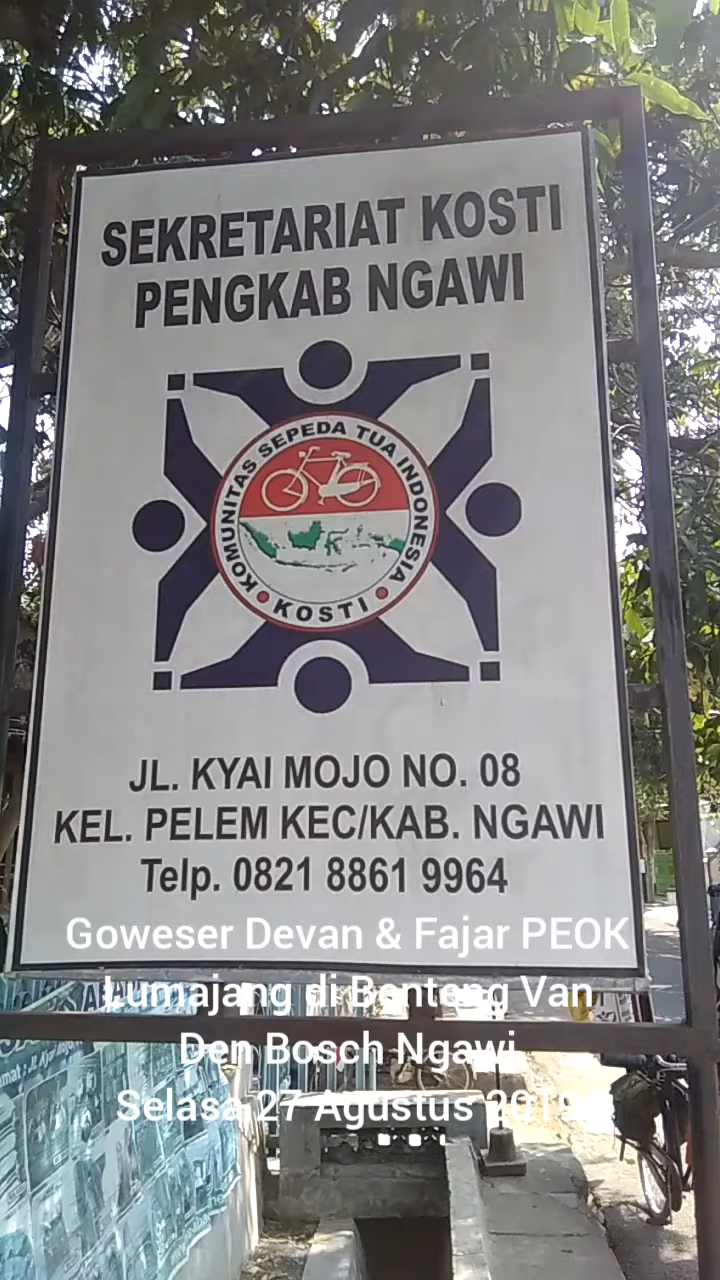 SEKRETARIAT KOSTI
PENGKAB NGAWI
KOMUNITAS SEPEDA TUA INDONESIA
KOSTI
JL. KYAI MOJO NO. 08
KEL. PELEM KEC/KAB. NGAWI
Telp. 0821 8861 9964
Goweser Devan & Fajar PEOK
Lumajang di Benteng Van
Den Bosch Ngawi
Selasa 27 Agustus 2019